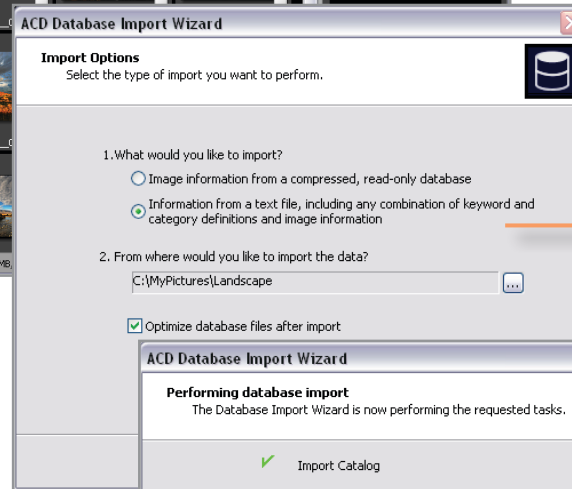 ACD Database Import Wizard
Import Options
Select the type of import you want to perform.
1.What would you like to import?
Image information from a compressed, read-only database
Information from a text file, including any combination of keyword and
category definitions and image information
2. From where would you like to import the data?
C:\MyPictures\Landscape
...
Optimize database files after import
ACD Database Import Wizard
Performing database import
The Database Import Wizard is now performing the requested tasks.
Import Catalog